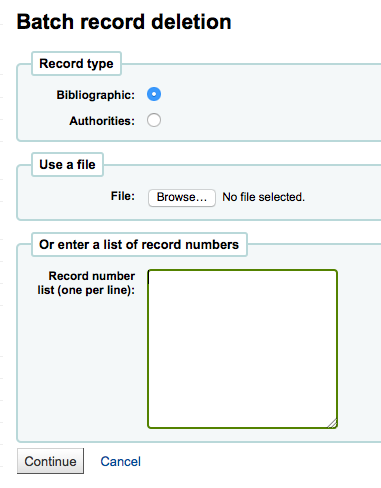 Batch record deletion
Record type
Bibliographic:
Authorities:
Use a file
File: Browse... No file selected.
Or enter a list of record numbers
Record number
list (one per line):
Continue Cancel